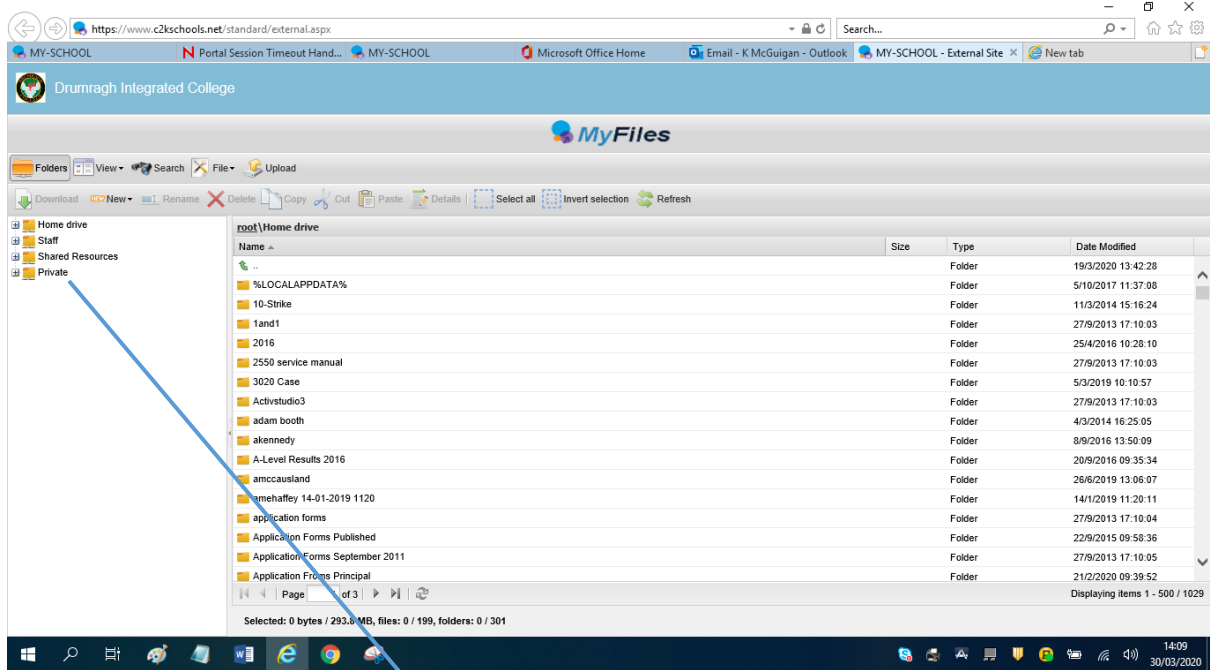 https://www.c2kschools.net/standard/external.aspx
Search...
MY-SCHOOL
Portal Session Timeout Hand...
MY-SCHOOL
Microsoft Office Home
Email - K McGuigan - Outlook
MY-SCHOOL - External Site
New tab
Drumragh Integrated College
MyFiles
Folders View Search File Upload
Download New Rename Delete Copy Cut Paste Details Select all Invert selection Refresh
Home drive
Staff
Shared Resources
Private
root\Home drive
Name Size Type Date Modified
.. Folder 19/3/2020 13:42:28
%LOCALAPPDATA% Folder 5/10/2017 11:37:08
10-Strike Folder 11/3/2014 15:16:24
1and1 Folder 27/9/2013 17:10:03
2016 Folder 25/4/2016 10:28:10
2550 service manual Folder 27/9/2013 17:10:03
3020 Case Folder 5/3/2019 10:10:57
Activstudio3 Folder 27/9/2013 17:10:03
adam booth Folder 4/3/2014 16:25:05
akennedy Folder 8/9/2016 13:50:09
A-Level Results 2016 Folder 20/9/2016 09:35:34
amccausland Folder 26/6/2019 13:06:07
amehaffey 14-01-2019 1120 Folder 14/1/2019 11:20:11
application forms Folder 27/9/2013 17:10:04
Application Forms Published Folder 22/9/2015 09:58:36
Application Forms September 2011 Folder 27/9/2013 17:10:05
Application Froms Principal Folder 21/2/2020 09:39:52
Page of 3 Displaying items 1 - 500 / 1029
Selected: 0 bytes / 293.8 MB, files: 0 / 199, folders: 0 / 301
14:09
30/03/2020